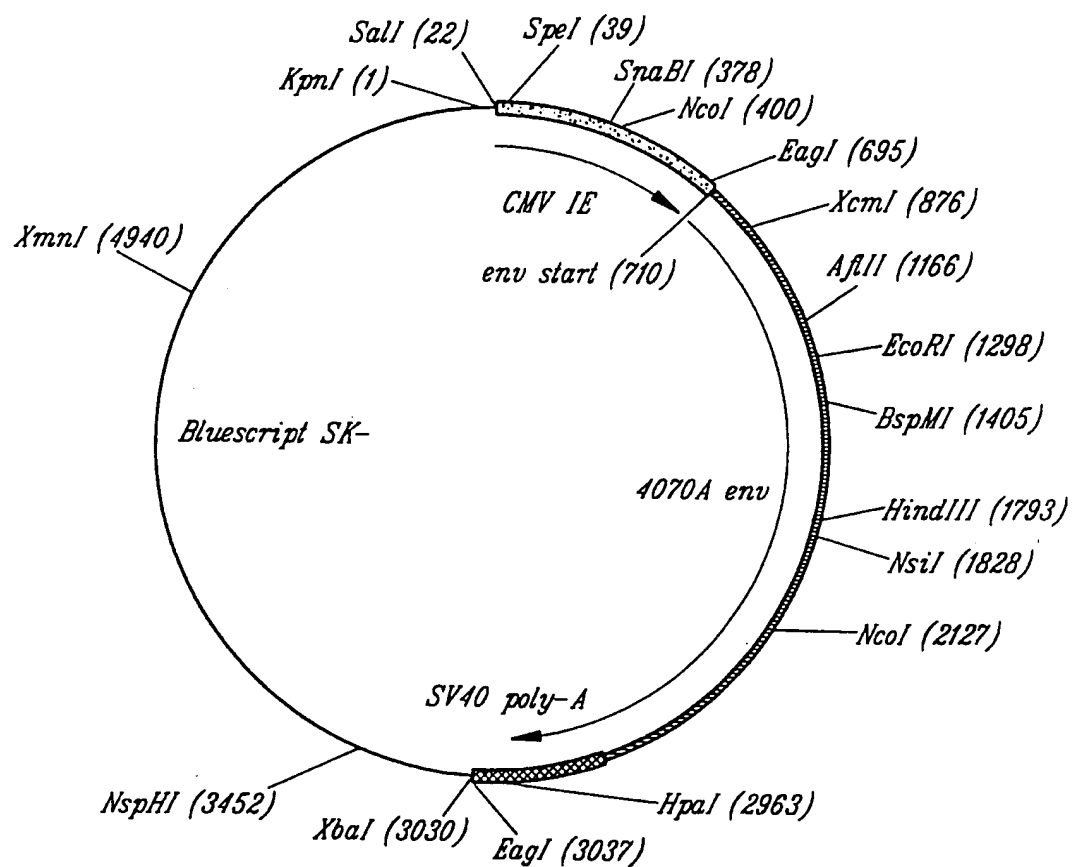 SalI (22)
SpeI (39)
KpnI (1)
SnaBI (378)
NcoI (400)
EagI (695)
XcmI (876)
CMV IE
XmnI (4940)
env start (710)
AflII (1166)
EcoRI (1298)
BspMI (1405)
Bluescript SK-
4070A env
HindIII (1793)
NsiI (1828)
NcoI (2127)
SV40 poly-A
NspHI (3452)
XbaI (3030)
HpaI (2963)
EagI (3037)